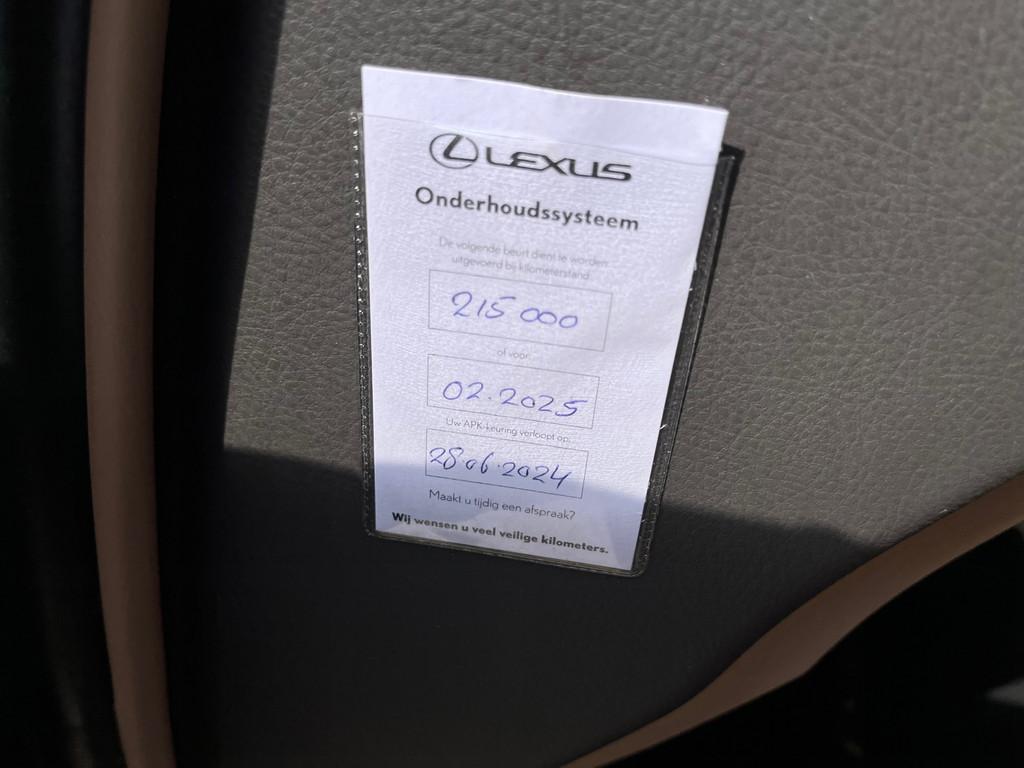 LEXUS
Onderhoudssysteem
De volgende beurt dient te worden
uitgevoerd bij kilometerstand
215 000
of voor:
02.2025
Uw APK-keuring verloopt op:
28.06.2024
Maakt u tijdig een afspraak?
Wij wensen u veel veilige kilometers.